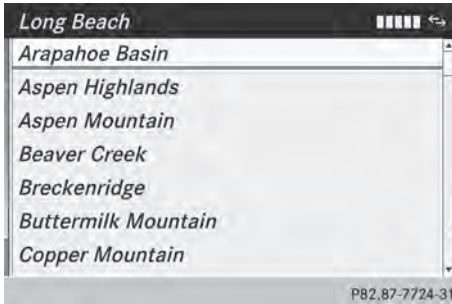 Long Beach
Arapahoe Basin
Aspen Highlands
Aspen Mountain
Beaver Creek
Breckenridge
Buttermilk Mountain
Copper Mountain
P82.87-7724-31